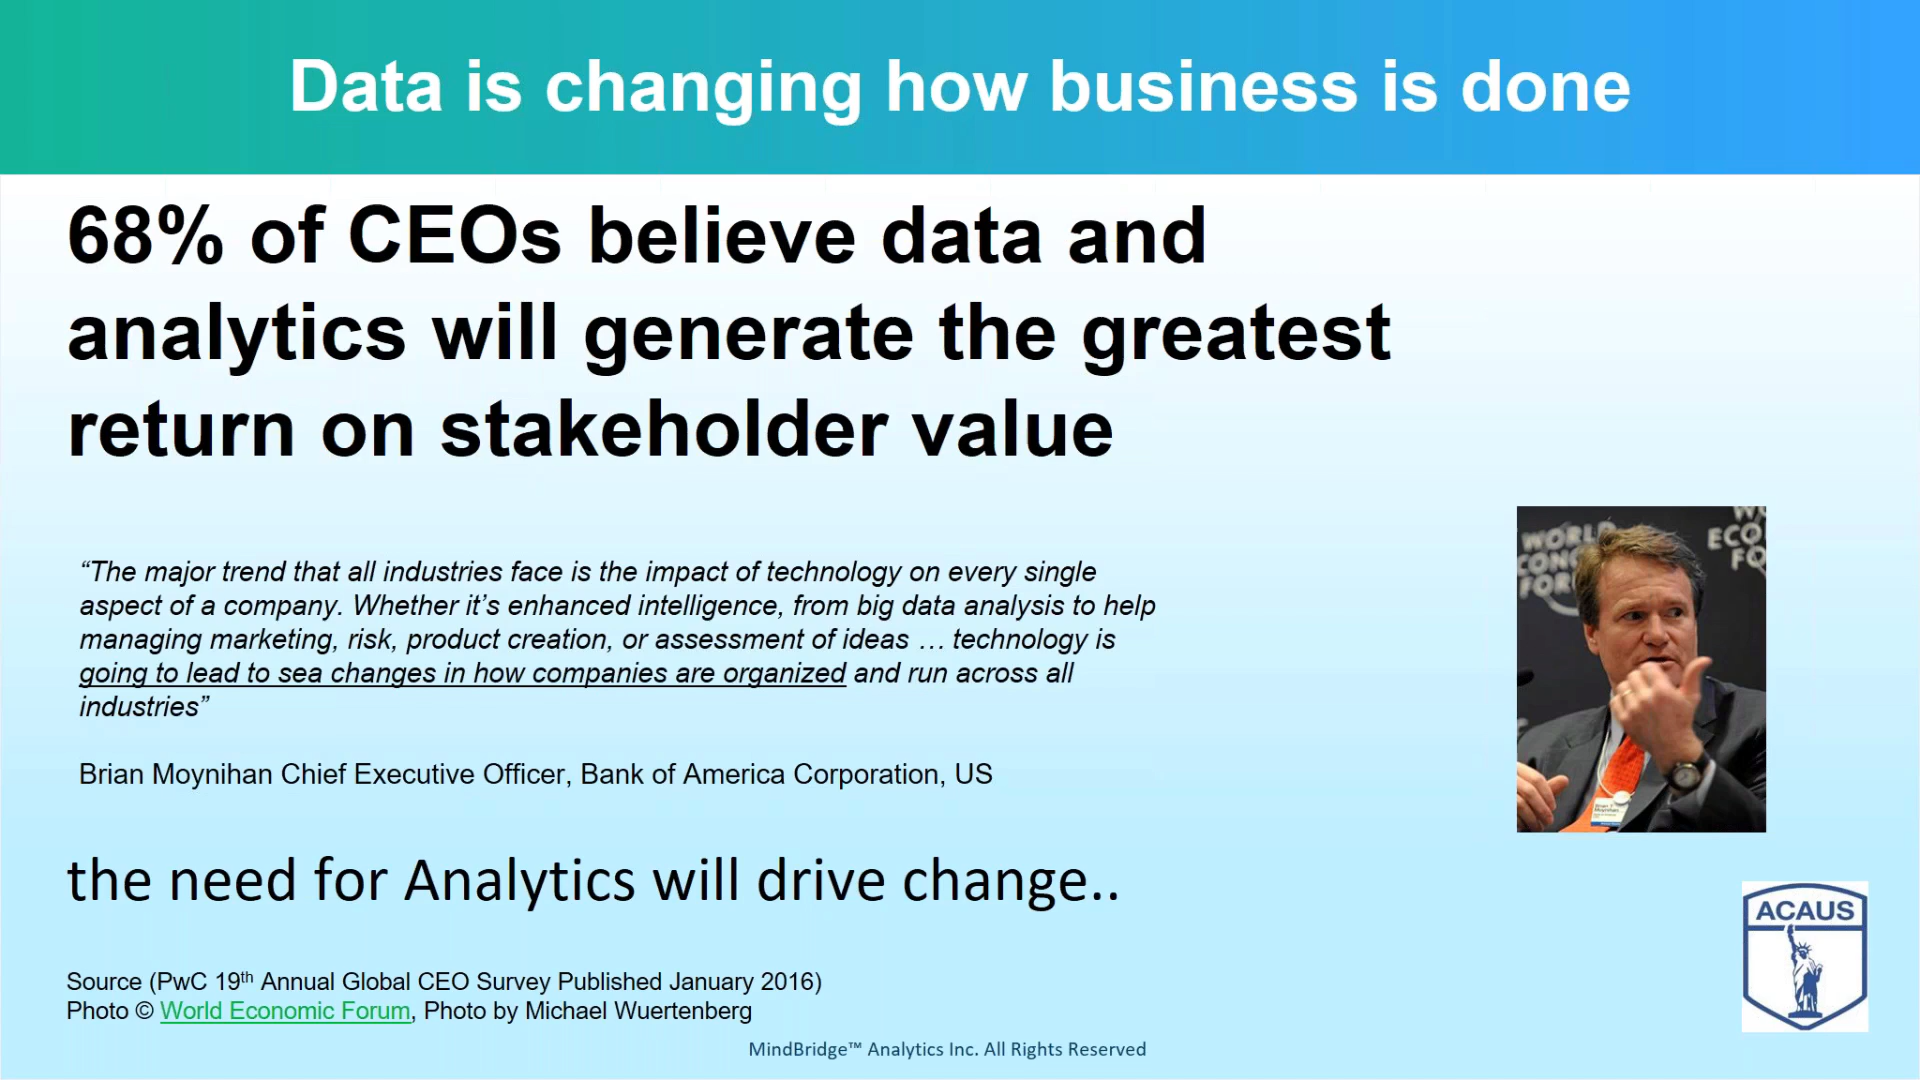 Data is changing how business is done
68% of CEOs believe data and
analytics will generate the greatest
return on stakeholder value
“The major trend that all industries face is the impact of technology on every single
aspect of a company. Whether it’s enhanced intelligence, from big data analysis to help
managing marketing, risk, product creation, or assessment of ideas … technology is
going to lead to sea changes in how companies are organized and run across all
industries”
WORLD
FOR
ECO
FO
Brian Moynihan Chief Executive Officer, Bank of America Corporation, US
the need for Analytics will drive change..
ACAUS
Source (PwC 19th Annual Global CEO Survey Published January 2016)
Photo © World Economic Forum, Photo by Michael Wuertenberg
MindBridge™ Analytics Inc. All Rights Reserved